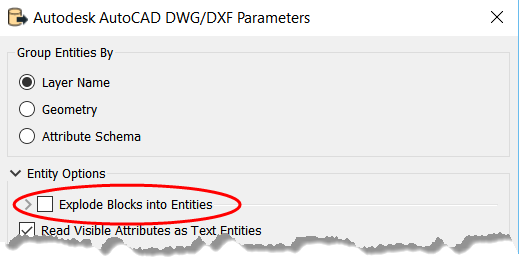 Autodesk AutoCAD DWG/DXF Parameters
Group Entities By
Layer Name
Geometry
Attribute Schema
Entity Options
Explode Blocks into Entities
Read Visible Attributes as Text Entities